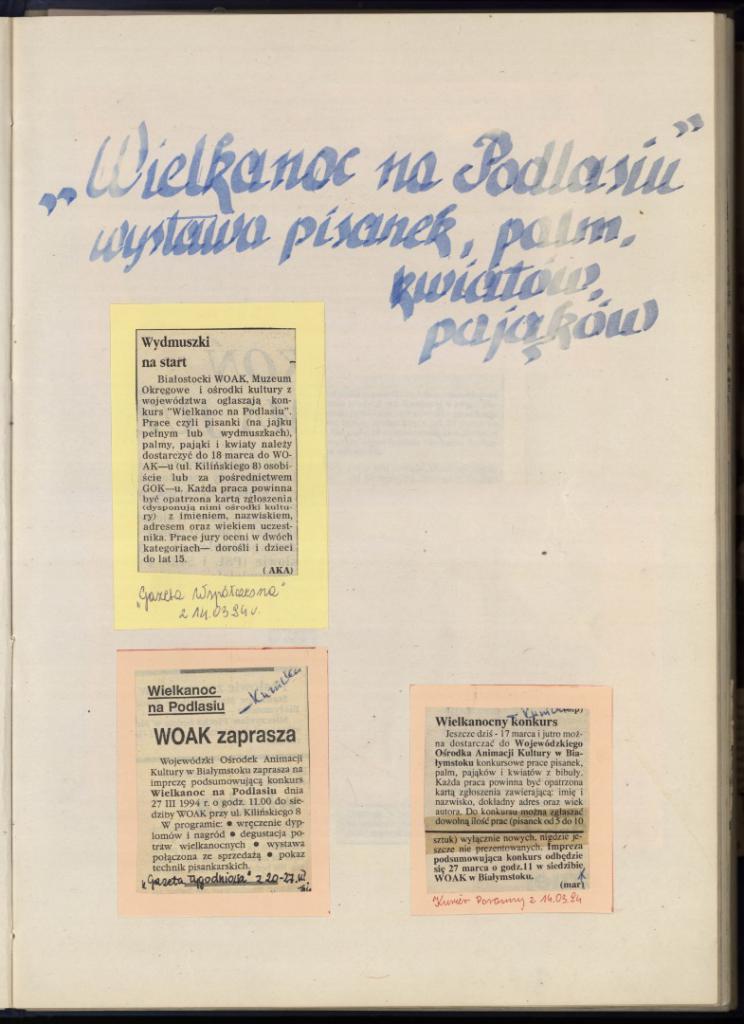 „Wielkanoc na Podlasiu”
wystawa pisanek, palm,
kwiatów,
pająków
Wydmuszki
na start
Białostocki WOAK, Muzeum
Okręgowe i ośrodki kultury z
województwa ogłaszają kon-
kurs "Wielkanoc na Podlasiu".
Prace czyli pisanki (na jajku
pełnym lub wydmuszkach),
palmy, pająki i kwiaty należy
dostarczyć do 18 marca do WO-
AK—u (ul. Kilińskiego 8) osobi-
ście lub za pośrednictwem
GOK—u. Każda praca powinna
być opatrzona kartą zgłoszenia
(dysponują nimi ośrodki kultu-
ry) z imieniem, nazwiskiem,
adresem oraz wiekiem uczest-
nika. Prace jury oceni w dwóch
kategoriach— dorośli i dzieci
do lat 15.
(AKA)
"Gazeta Współczesna"
z 14.03.94r.
Wielkanoc
na Podlasiu
WOAK zaprasza
Wojewódzki Ośrodek Animacji
Kultury w Białymstoku zaprasza na
imprezę podsumowującą konkurs
Wielkanoc na Podlasiu dnia
27 III 1994 r. o godz. 11.00 do sie-
dziby WOAK przy ul. Kilińskiego 8
W programie: • wręczenie dyp-
lomów i nagród • degustacja po-
traw wielkanocnych • wystawa
połączona ze sprzedażą • pokaz
technik pisankarskich.
"Gazeta Tygodniowa" z 20-27.III
Wielkanocny konkurs
Jeszcze dziś - 17 marca i jutro moż-
na dostarczać do Wojewódzkiego
Ośrodka Animacji Kultury w Bia-
łymstoku konkursowe prace pisanek,
palm, pająków i kwiatów z bibuły.
Każda praca powinna być opatrzona
kartą zgłoszenia zawierającą: imię i
nazwisko, dokładny adres oraz wiek
autora. Do konkursu można zgłaszać
dowolną ilość prac (pisanek od 5 do 10
sztuk) wyłącznie nowych, nigdzie je-
szcze nie prezentowanych. Impreza
podsumowująca konkurs odbędzie
się 27 marca o godz.11 w siedzibie
WOAK w Białymstoku.
(mar)
Kurier Poranny z 14.03.94